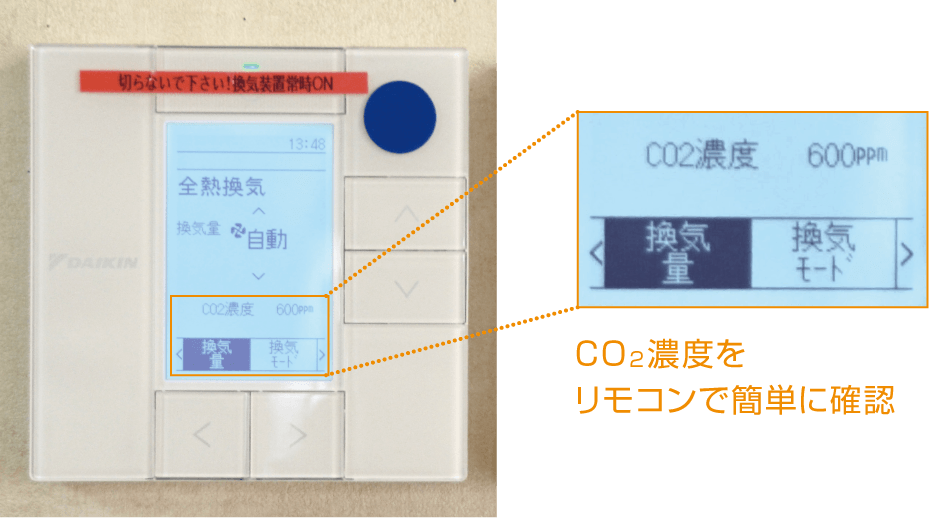 切らないで下さい!換気装置常時ON
13:48
全熱換気
換気量 自動
DAIKIN
CO2濃度 600ppm
換気量 換気モード
CO2濃度 600ppm
換気量 換気モード
CO₂濃度を
リモコンで簡単に確認